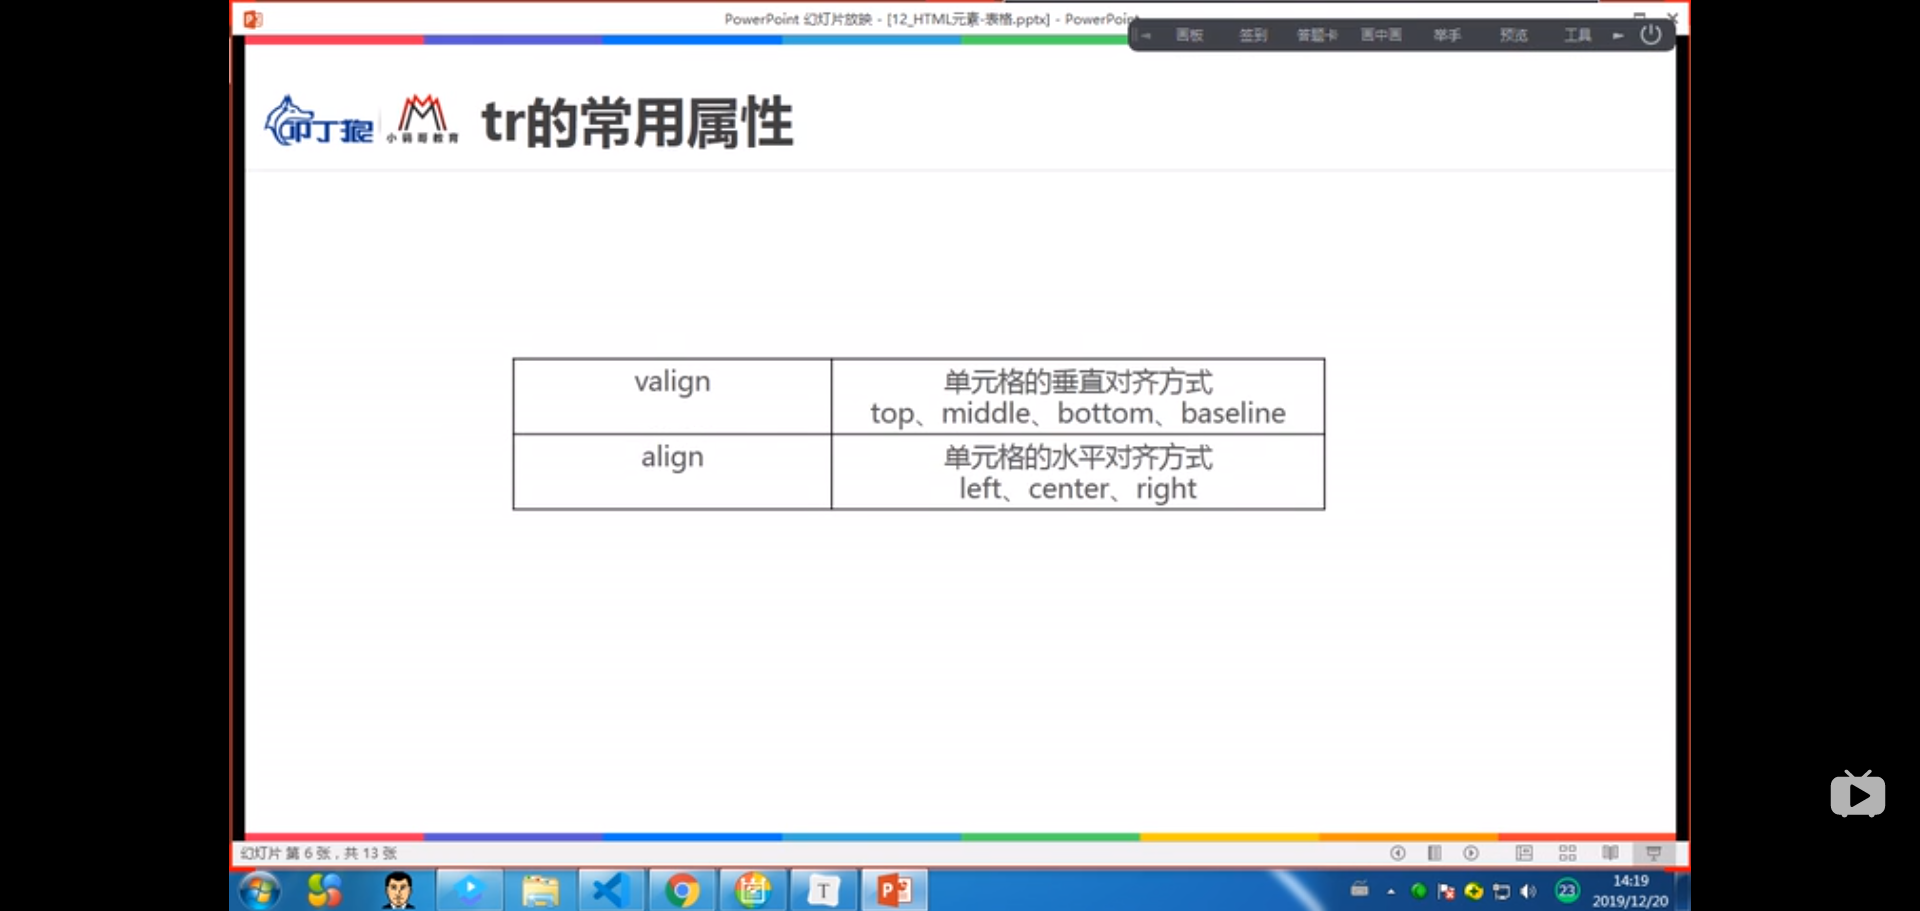 PowerPoint 幻灯片放映 - [12_HTML元素-表格.pptx] - PowerPoint
画板 签到 答题卡 画中画 举手 预览 工具
叩丁狼
小码哥教育
tr的常用属性
valign
单元格的垂直对齐方式
top、middle、bottom、baseline
align
单元格的水平对齐方式
left、center、right
幻灯片 第 6 张，共 13 张
T
23
14:19
2019/12/20